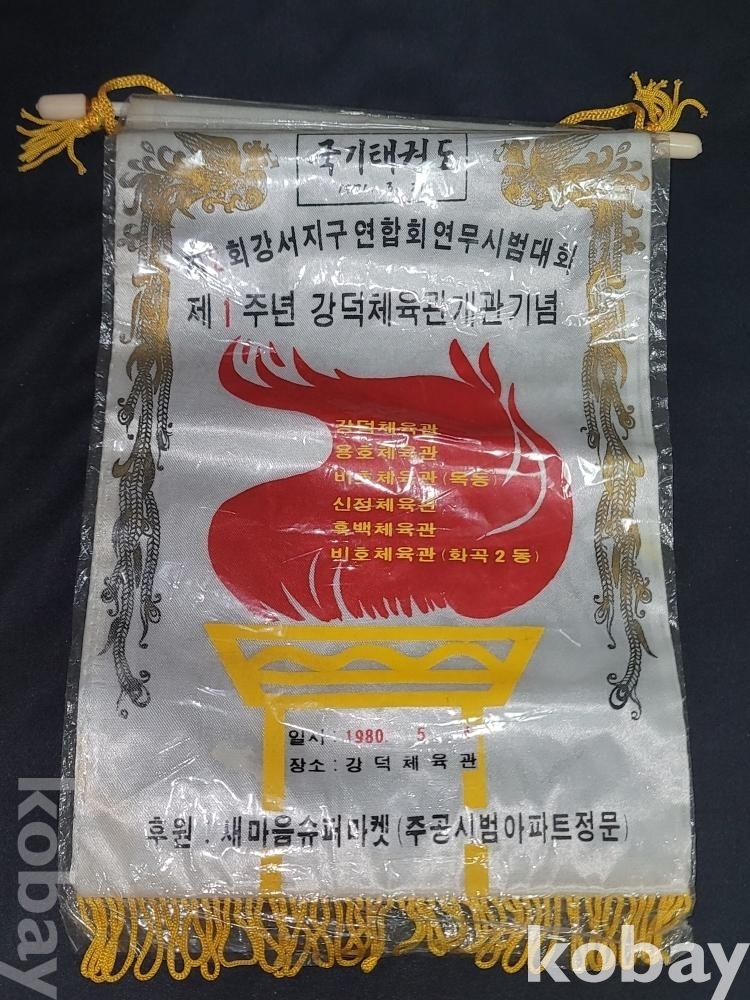 국기태권도
회강서지구연합회연무시범대회
제1주년 강덕체육관개관기념
강덕체육관
용호체육관
비호체육관(목동)
신정체육관
흑백체육관
비호체육관(화곡2동)
일시 : 1980. 5.
장소 : 강덕체육관
후원 : 새마음슈퍼마켓(주공시범아파트정문)
kobay
kobay